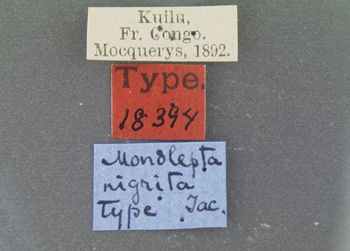 Kuilu,
Fr. Congo.
Mocquerys, 1892.
Type.
18394
Monolepta
nigrita
Type Jac.